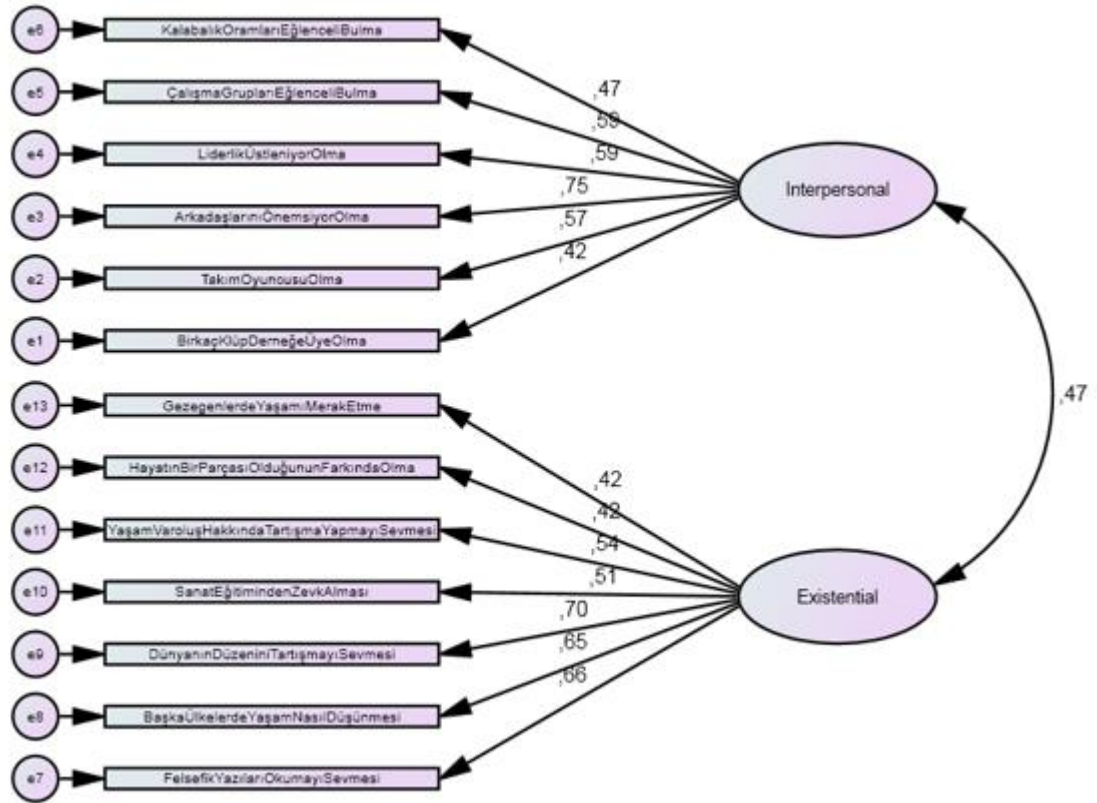 e6
KalabalıkOramlarıEğlenceliBulma
e5
ÇalışmaGruplarıEğlenceliBulma
e4
LiderlikÜstleniyorOlma
e3
ArkadaşlarınıÖnemsiyorOlma
e2
TakımOyuncusuOlma
e1
BirkaçKlüpDerneğeÜyeOlma
,47
,59
,59
,75
,57
,42
Interpersonal
,47
e13
GezegenlerdeYaşamıMerakEtme
e12
HayatınBirParçasıOlduğununFarkındaOlma
e11
YaşamVaroluşHakkındaTartışmaYapmayıSevmesi
e10
SanatEğitimindenZevkAlması
e9
DünyanınDüzeniniTartışmayıSevmesi
e8
BaşkaÜlkelerdeYaşamNasılDüşünmesi
e7
FelsefikYazılarıOkumayıSevmesi
,42
,42
,54
,51
,70
,65
,66
Existential